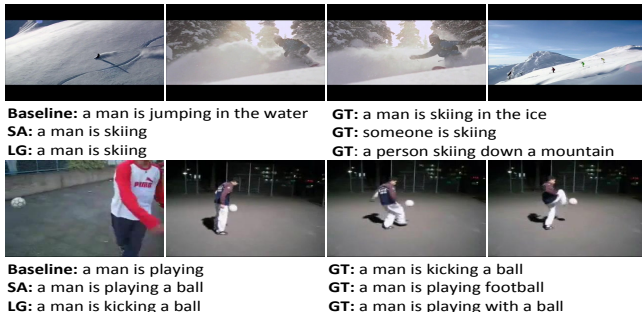 Baseline: a man is jumping in the water
SA: a man is skiing
LG: a man is skiing
GT: a man is skiing in the ice
GT: someone is skiing
GT: a person skiing down a mountain
PUMA
Baseline: a man is playing
SA: a man is playing a ball
LG: a man is kicking a ball
GT: a man is kicking a ball
GT: a man is playing football
GT: a man is playing with a ball